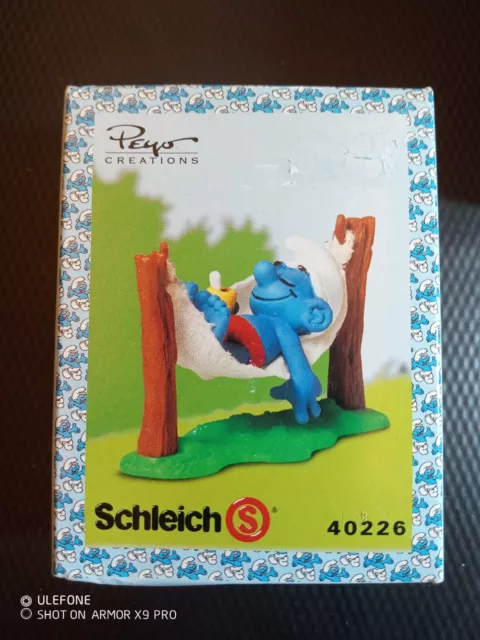 Peyo
CREATIONS
Schleich S ®
40226
ULEFONE
SHOT ON ARMOR X9 PRO